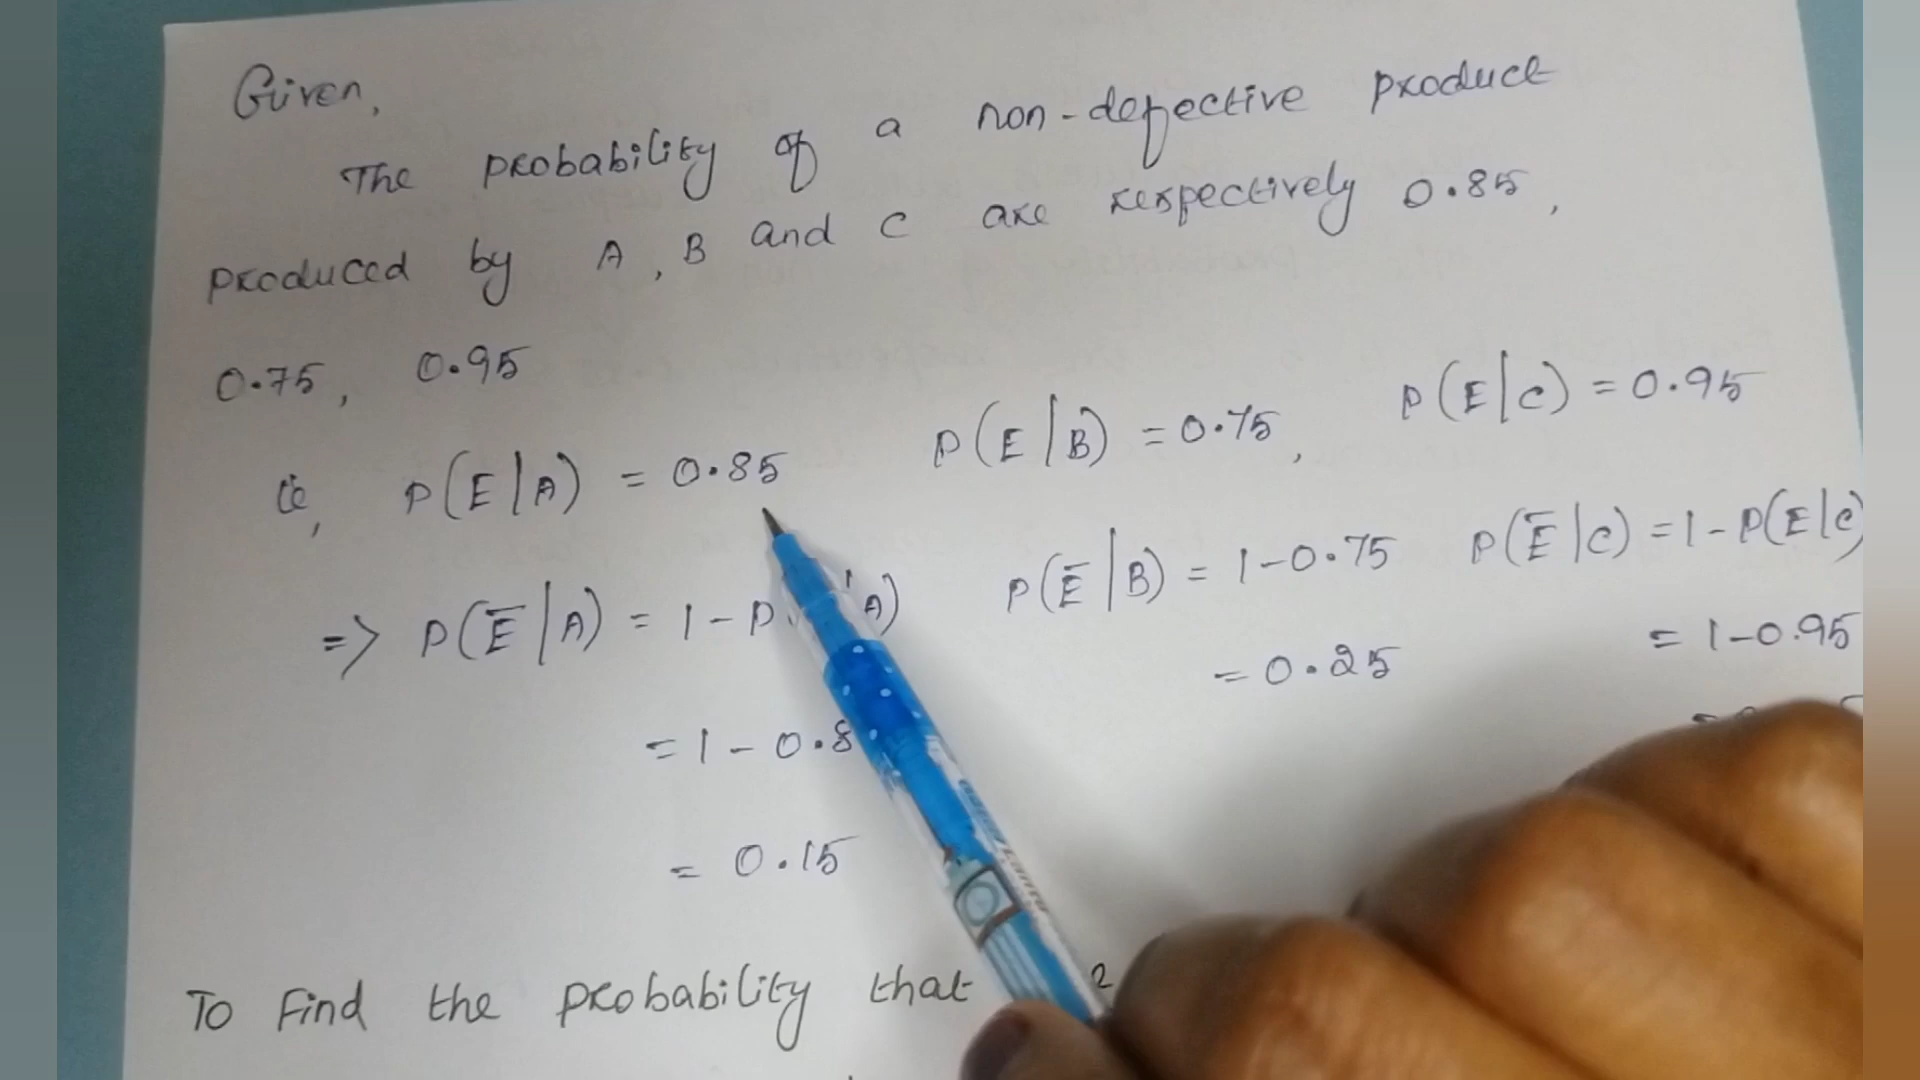 Given,
The probability of a non-defective product
produced by A, B and C are respectively 0.85,
0.75, 0.95
ie, P(E|A) = 0.85 P(E|B) = 0.75, P(E|C) = 0.95
=> P(Ē|A) = 1 - P A) P(Ē|B) = 1-0.75 P(Ē|C) = 1 - P(E|C)
= 0.25 = 1-0.95
= 1 - 0.8
= 0.15
To Find the probability that